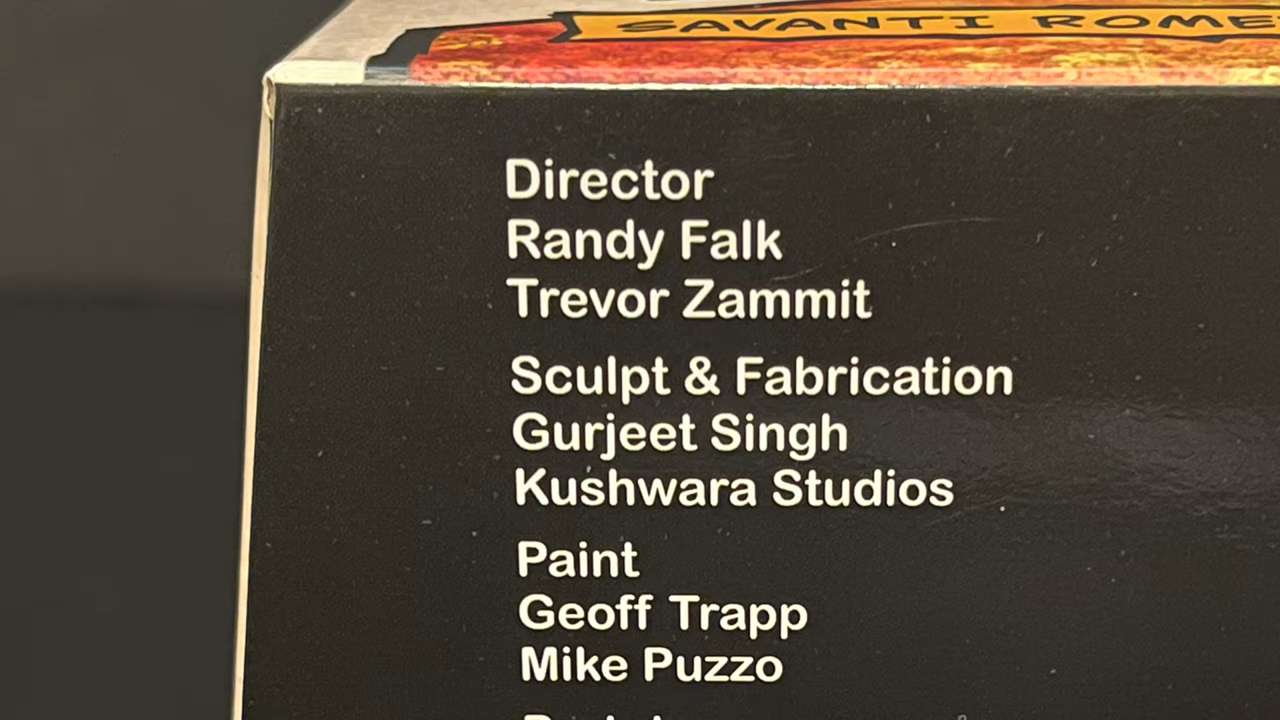 SAVANTI ROME
Director
Randy Falk
Trevor Zammit
Sculpt & Fabrication
Gurjeet Singh
Kushwara Studios
Paint
Geoff Trapp
Mike Puzzo